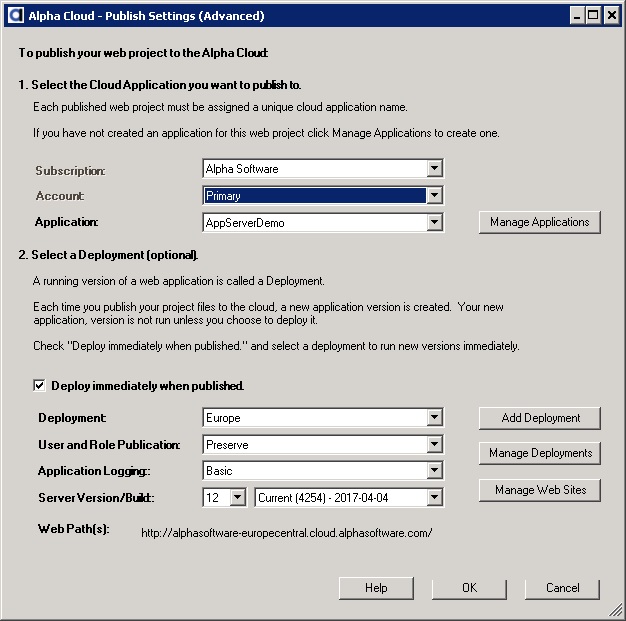 Alpha Cloud - Publish Settings (Advanced)
To publish your web project to the Alpha Cloud:
1. Select the Cloud Application you want to publish to.
Each published web project must be assigned a unique cloud application name.
If you have not created an application for this web project click Manage Applications to create one.
Subscription: Alpha Software
Account: Primary
Application: AppServerDemo Manage Applications
2. Select a Deployment (optional).
A running version of a web application is called a Deployment.
Each time you publish your project files to the cloud, a new application version is created. Your new
application, version is not run unless you choose to deploy it.
Check "Deploy immediately when published." and select a deployment to run new versions immediately.
Deploy immediately when published.
Deployment: Europe Add Deployment
User and Role Publication: Preserve Manage Deployments
Application Logging:: Basic
Server Version/Build:: 12 Current (4254) - 2017-04-04 Manage Web Sites
Web Path(s): http://alphasoftware-europecentral.cloud.alphasoftware.com/
Help OK Cancel